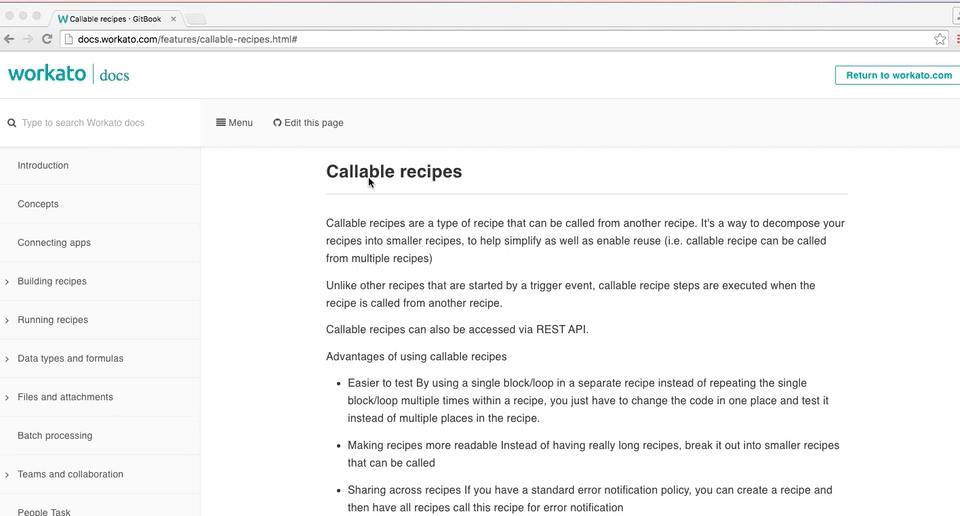 Callable recipes · GitBook
docs.workato.com/features/callable-recipes.html#
workato docs
Return to workato.com
Type to search Workato docs
Menu
Edit this page
Introduction
Concepts
Connecting apps
Building recipes
Running recipes
Data types and formulas
Files and attachments
Batch processing
Teams and collaboration
People Task
Callable recipes
Callable recipes are a type of recipe that can be called from another recipe. It's a way to decompose your
recipes into smaller recipes, to help simplify as well as enable reuse (i.e. callable recipe can be called
from multiple recipes)
Unlike other recipes that are started by a trigger event, callable recipe steps are executed when the
recipe is called from another recipe.
Callable recipes can also be accessed via REST API.
Advantages of using callable recipes
• Easier to test By using a single block/loop in a separate recipe instead of repeating the single
block/loop multiple times within a recipe, you just have to change the code in one place and test it
instead of multiple places in the recipe.
• Making recipes more readable Instead of having really long recipes, break it out into smaller recipes
that can be called
• Sharing across recipes If you have a standard error notification policy, you can create a recipe and
then have all recipes call this recipe for error notification